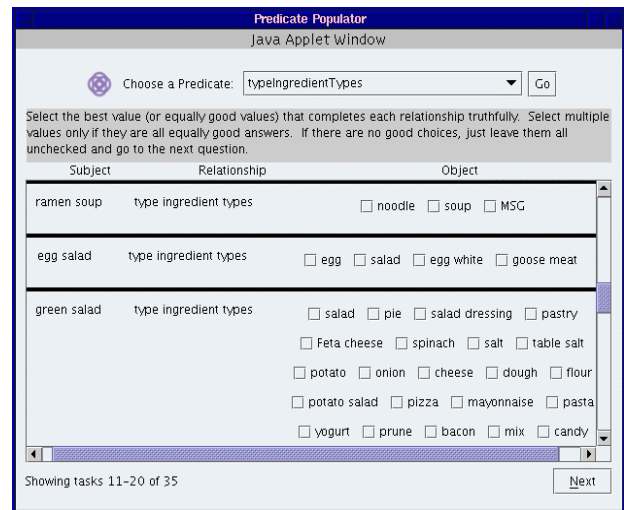 Predicate Populator
Java Applet Window
Choose a Predicate: typeIngredientTypes Go
Select the best value (or equally good values) that completes each relationship truthfully. Select multiple
values only if they are all equally good answers. If there are no good choices, just leave them all
unchecked and go to the next question.
Subject Relationship Object
ramen soup type ingredient types noodle soup MSG
egg salad type ingredient types egg salad egg white goose meat
green salad type ingredient types salad pie salad dressing pastry
Feta cheese spinach salt table salt
potato onion cheese dough flour
potato salad pizza mayonnaise pasta
yogurt prune bacon mix candy
Showing tasks 11-20 of 35 Next